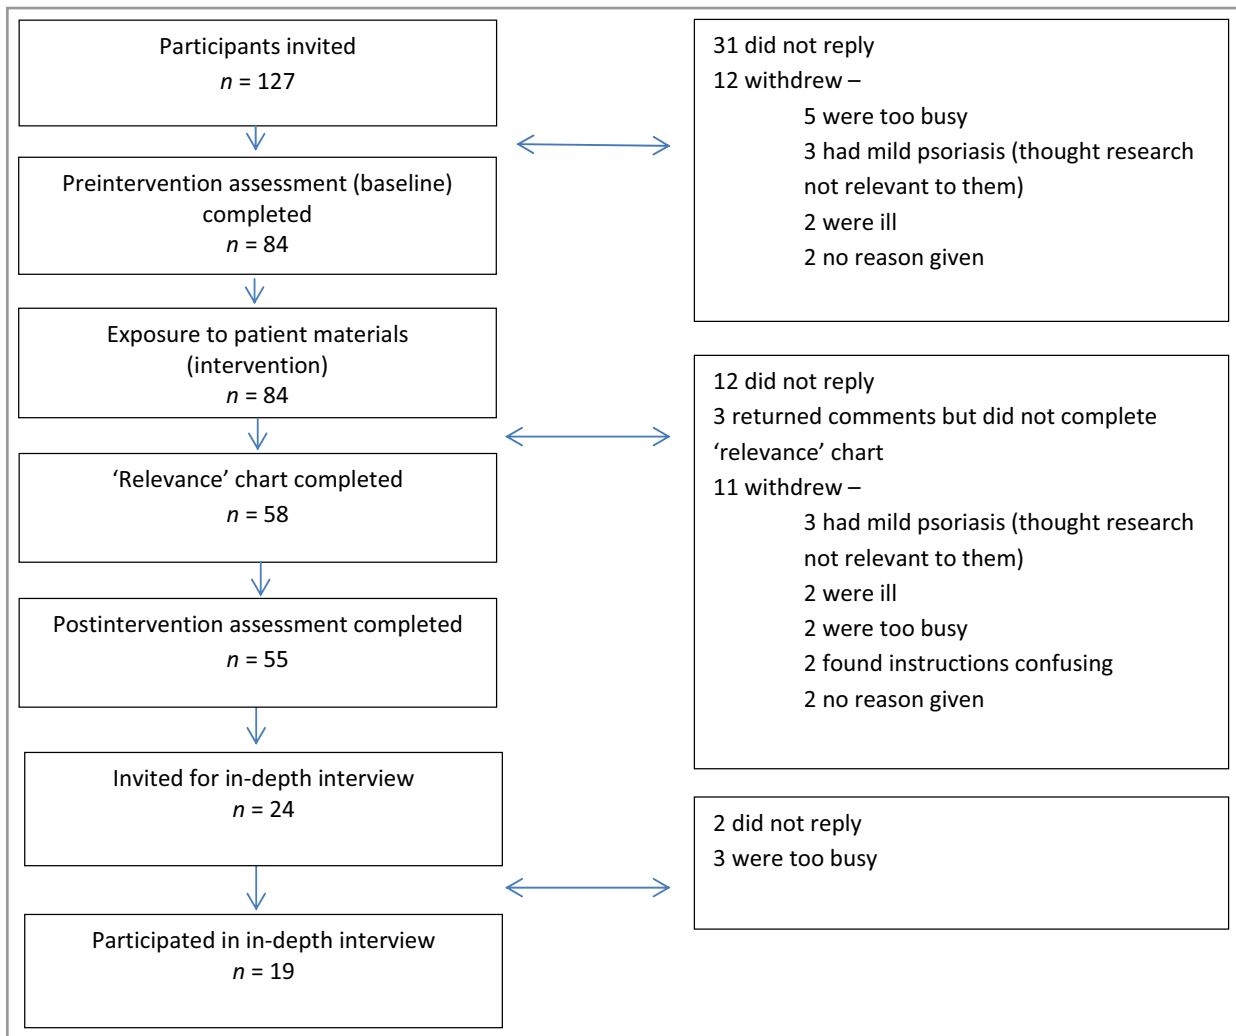 Participants invited
n = 127
31 did not reply
12 withdrew –
5 were too busy
3 had mild psoriasis (thought research
not relevant to them)
2 were ill
2 no reason given
Preintervention assessment (baseline)
completed
n = 84
Exposure to patient materials
(intervention)
n = 84
12 did not reply
3 returned comments but did not complete
‘relevance’ chart
11 withdrew –
3 had mild psoriasis (thought research
not relevant to them)
2 were ill
2 were too busy
2 found instructions confusing
2 no reason given
‘Relevance’ chart completed
n = 58
Postintervention assessment completed
n = 55
Invited for in-depth interview
n = 24
2 did not reply
3 were too busy
Participated in in-depth interview
n = 19